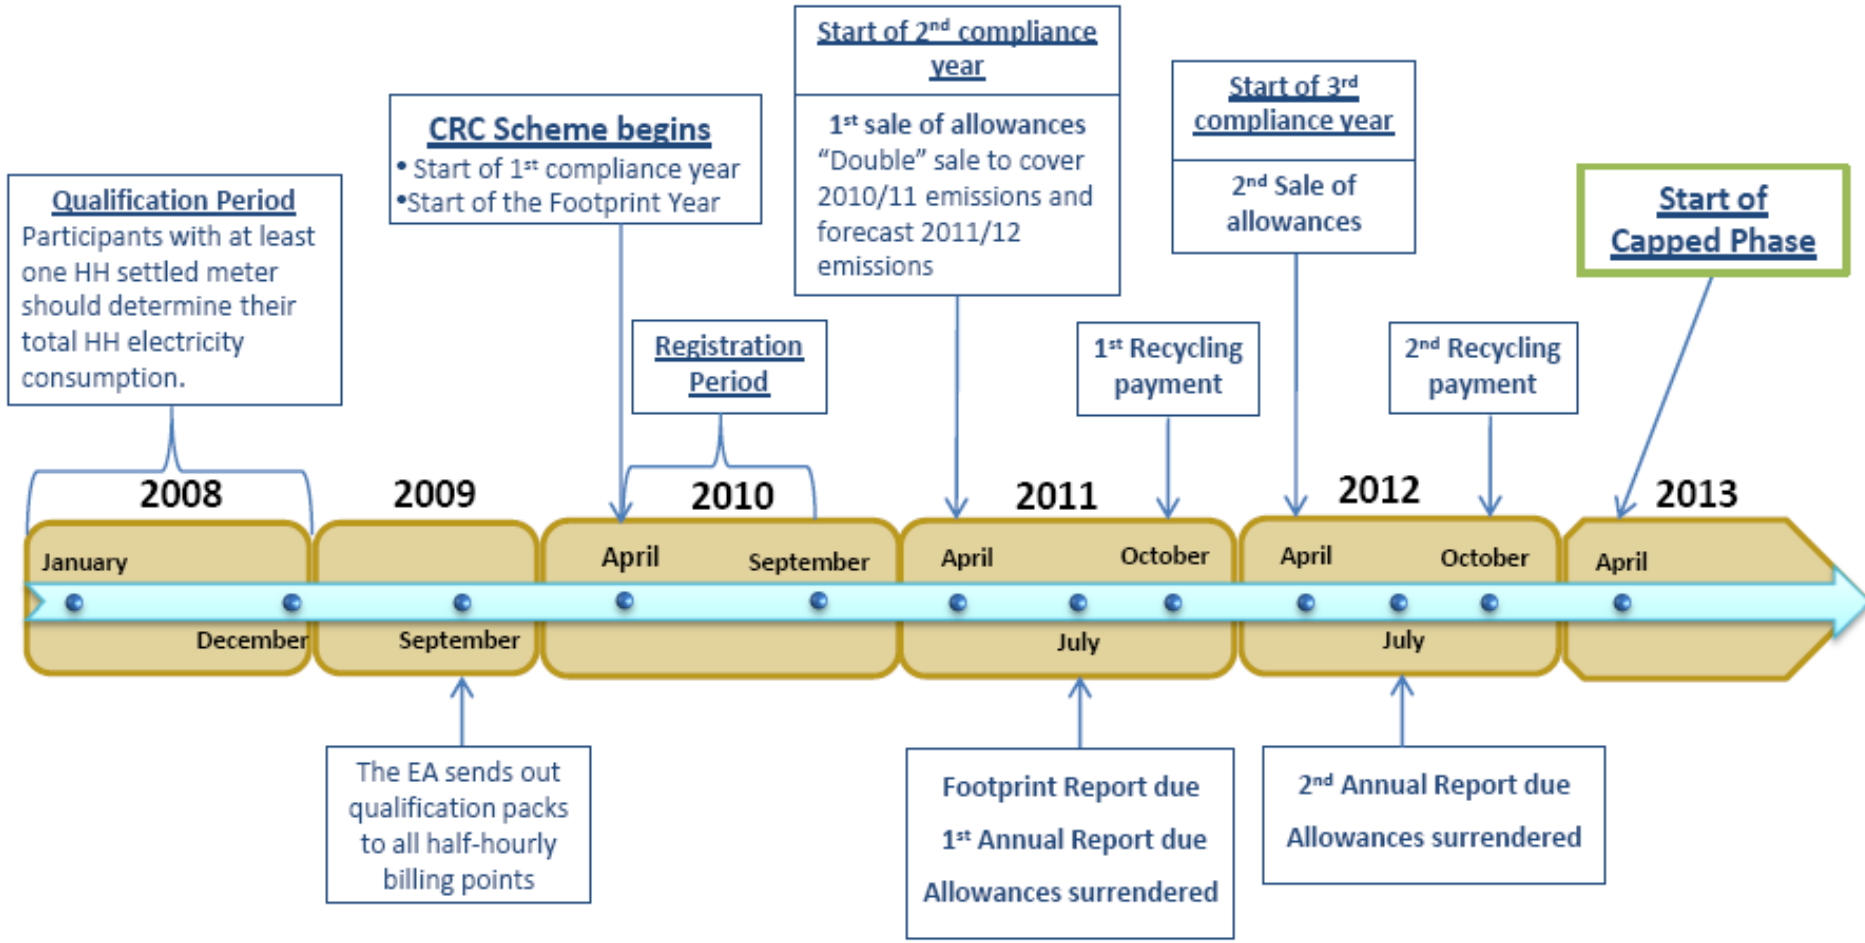 Qualification Period
Participants with at least
one HH settled meter
should determine their
total HH electricity
consumption.
CRC Scheme begins
• Start of 1st compliance year
•Start of the Footprint Year
Registration
Period
Start of 2nd compliance
year
1st sale of allowances
“Double” sale to cover
2010/11 emissions and
forecast 2011/12
emissions
1st Recycling
payment
Start of 3rd
compliance year
2nd Sale of
allowances
2nd Recycling
payment
Start of
Capped Phase
2008
2009
2010
2011
2012
2013
January
April
September
April
October
April
October
April
December
September
July
July
The EA sends out
qualification packs
to all half-hourly
billing points
Footprint Report due
1st Annual Report due
Allowances surrendered
2nd Annual Report due
Allowances surrendered